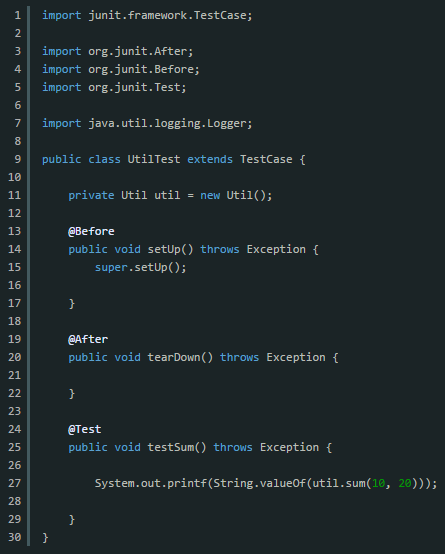 1 import junit.framework.TestCase;
2
3 import org.junit.After;
4 import org.junit.Before;
5 import org.junit.Test;
6
7 import java.util.logging.Logger;
8
9 public class UtilTest extends TestCase {
10
11     private Util util = new Util();
12
13     @Before
14     public void setUp() throws Exception {
15         super.setUp();
16
17     }
18
19     @After
20     public void tearDown() throws Exception {
21
22     }
23
24     @Test
25     public void testSum() throws Exception {
26
27         System.out.printf(String.valueOf(util.sum(10, 20)));
28
29     }
30 }